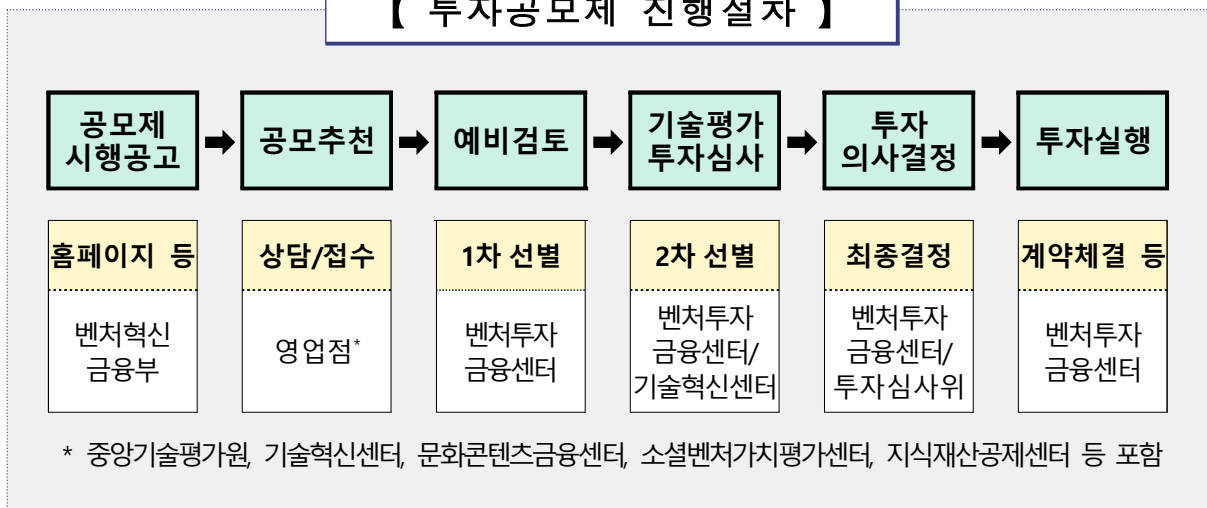 【 투자공모제 진행절차 】
공모제
시행공고
공모추천
예비검토
기술평가
투자심사
투자
의사결정
투자실행
홈페이지 등
상담/접수
1차 선별
2차 선별
최종결정
계약체결 등
벤처혁신
금융부
영업점*
벤처투자
금융센터
벤처투자
금융센터/
기술혁신센터
벤처투자
금융센터/
투자심사위
벤처투자
금융센터
* 중앙기술평가원, 기술혁신센터, 문화콘텐츠금융센터, 소셜벤처가치평가센터, 지식재산공제센터 등 포함